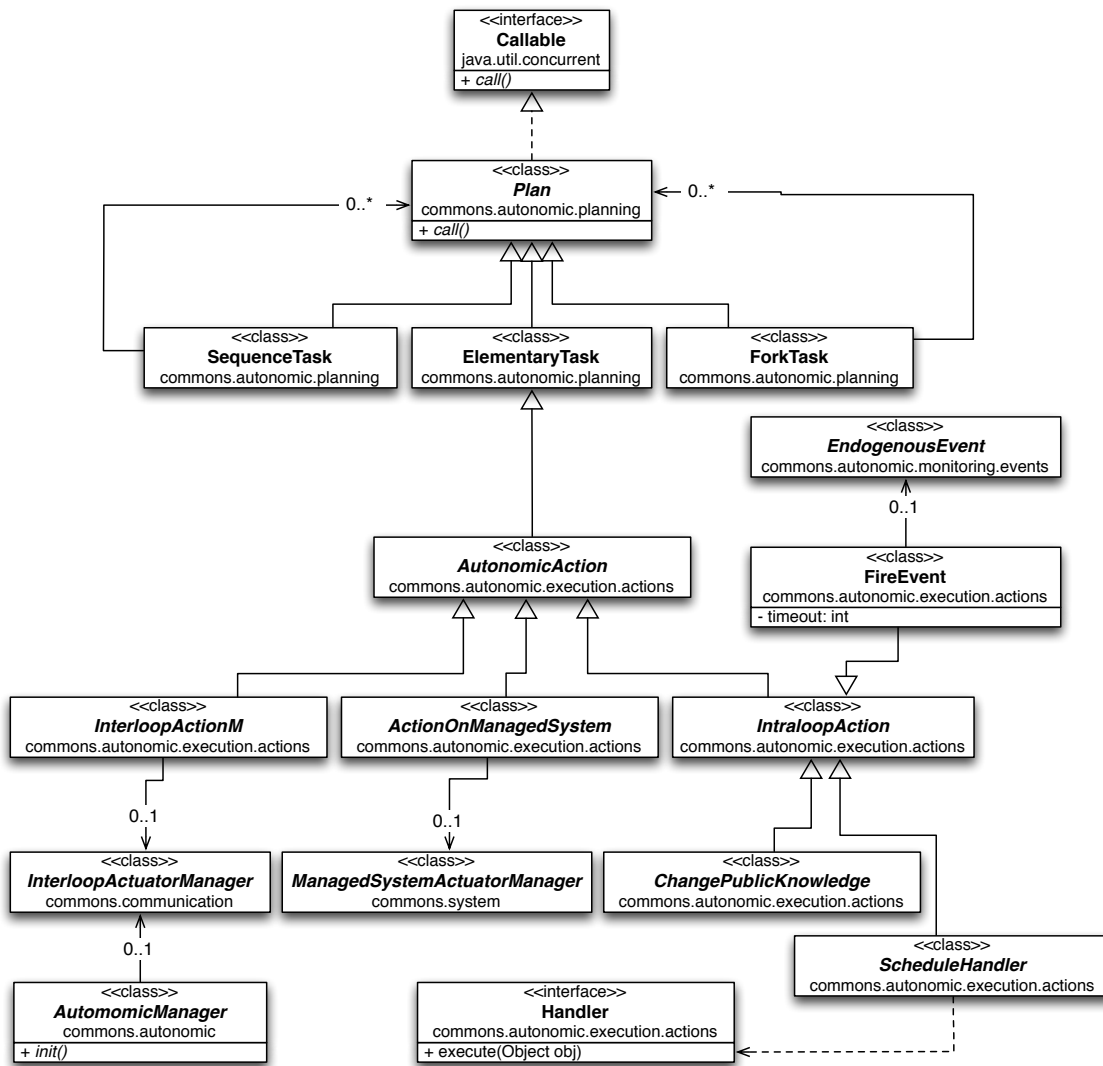 <<interface>>
Callable
java.util.concurrent
+ call()
<<class>>
Plan
commons.autonomic.planning
+ call()
0..*
0..*
<<class>>
SequenceTask
commons.autonomic.planning
<<class>>
ElementaryTask
commons.autonomic.planning
<<class>>
ForkTask
commons.autonomic.planning
<<class>>
EndogenousEvent
commons.autonomic.monitoring.events
0..1
<<class>>
AutonomicAction
commons.autonomic.execution.actions
<<class>>
FireEvent
commons.autonomic.execution.actions
- timeout: int
<<class>>
InterloopActionM
commons.autonomic.execution.actions
<<class>>
ActionOnManagedSystem
commons.autonomic.execution.actions
<<class>>
IntraloopAction
commons.autonomic.execution.actions
0..1
0..1
<<class>>
InterloopActuatorManager
commons.communication
<<class>>
ManagedSystemActuatorManager
commons.system
<<class>>
ChangePublicKnowledge
commons.autonomic.execution.actions
0..1
<<class>>
ScheduleHandler
commons.autonomic.execution.actions
<<class>>
AutomomicManager
commons.autonomic
+ init()
<<interface>>
Handler
commons.autonomic.execution.actions
+ execute(Object obj)